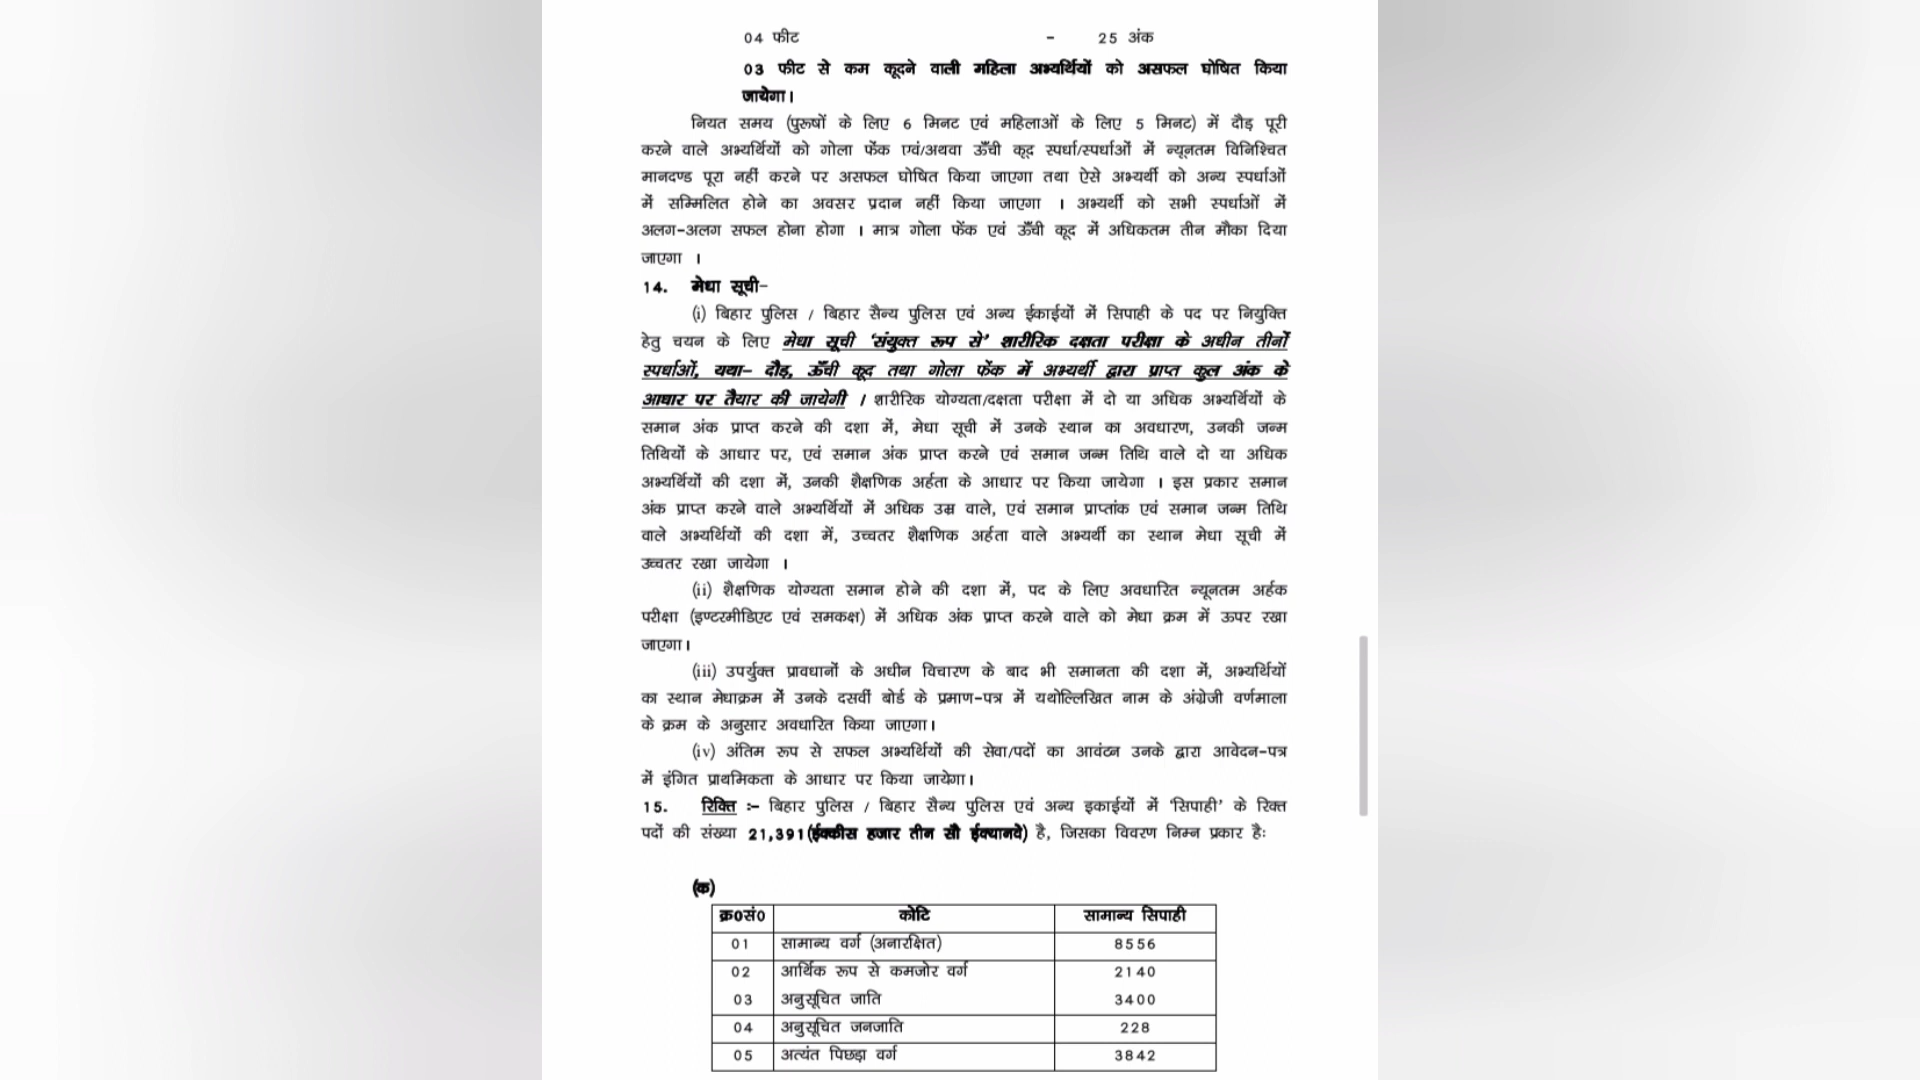 04 फीट - 25 अंक
03 फीट से कम कूदने वाली महिला अभ्यर्थियों को असफल घोषित किया
जायेगा।
नियत समय (पुरूषों के लिए 6 मिनट एवं महिलाओं के लिए 5 मिनट) में दौड़ पूरी
करने वाले अभ्यर्थियों को गोला फेंक एवं/अथवा ऊँची कूद स्पर्धा/स्पर्धाओं में न्यूनतम विनिश्चित
मानदण्ड पूरा नहीं करने पर असफल घोषित किया जाएगा तथा ऐसे अभ्यर्थी को अन्य स्पर्धाओं
में सम्मिलित होने का अवसर प्रदान नहीं किया जाएगा । अभ्यर्थी को सभी स्पर्धाओं में
अलग-अलग सफल होना होगा । मात्र गोला फेंक एवं ऊँची कूद में अधिकतम तीन मौका दिया
जाएगा ।
14. मेधा सूची-
(i) बिहार पुलिस / बिहार सैन्य पुलिस एवं अन्य ईकाईयों में सिपाही के पद पर नियुक्ति
हेतु चयन के लिए मेधा सूची ‘संयुक्त रूप से’ शारीरिक दक्षता परीक्षा के अधीन तीनों
स्पर्धाओं, यथा- दौड़, ऊँची कूद तथा गोला फेंक में अभ्यर्थी द्वारा प्राप्त कुल अंक के
आधार पर तैयार की जायेगी । शारीरिक योग्यता/दक्षता परीक्षा में दो या अधिक अभ्यर्थियों के
समान अंक प्राप्त करने की दशा में, मेधा सूची में उनके स्थान का अवधारण, उनकी जन्म
तिथियों के आधार पर, एवं समान अंक प्राप्त करने एवं समान जन्म तिथि वाले दो या अधिक
अभ्यर्थियों की दशा में, उनकी शैक्षणिक अर्हता के आधार पर किया जायेगा । इस प्रकार समान
अंक प्राप्त करने वाले अभ्यर्थियों में अधिक उम्र वाले, एवं समान प्राप्तांक एवं समान जन्म तिथि
वाले अभ्यर्थियों की दशा में, उच्चतर शैक्षणिक अर्हता वाले अभ्यर्थी का स्थान मेधा सूची में
उच्चतर रखा जायेगा ।
(ii) शैक्षणिक योग्यता समान होने की दशा में, पद के लिए अवधारित न्यूनतम अर्हक
परीक्षा (इण्टरमीडिएट एवं समकक्ष) में अधिक अंक प्राप्त करने वाले को मेधा क्रम में ऊपर रखा
जाएगा।
(iii) उपर्युक्त प्रावधानों के अधीन विचारण के बाद भी समानता की दशा में, अभ्यर्थियों
का स्थान मेधाक्रम में उनके दसवीं बोर्ड के प्रमाण-पत्र में यथोल्लिखित नाम के अंग्रेजी वर्णमाला
के क्रम के अनुसार अवधारित किया जाएगा।
(iv) अंतिम रूप से सफल अभ्यर्थियों की सेवा/पदों का आवंटन उनके द्वारा आवेदन-पत्र
में इंगित प्राथमिकता के आधार पर किया जायेगा।
15. रिक्ति :- बिहार पुलिस / बिहार सैन्य पुलिस एवं अन्य इकाईयों में ‘सिपाही’ के रिक्त
पदों की संख्या 21,391(ईक्कीस हजार तीन सौ ईक्यानवे) है, जिसका विवरण निम्न प्रकार है:
(क)
क्र0सं0 कोटि सामान्य सिपाही
01 सामान्य वर्ग (अनारक्षित) 8556
02 आर्थिक रूप से कमजोर वर्ग 2140
03 अनुसूचित जाति 3400
04 अनुसूचित जनजाति 228
05 अत्यंत पिछड़ा वर्ग 3842